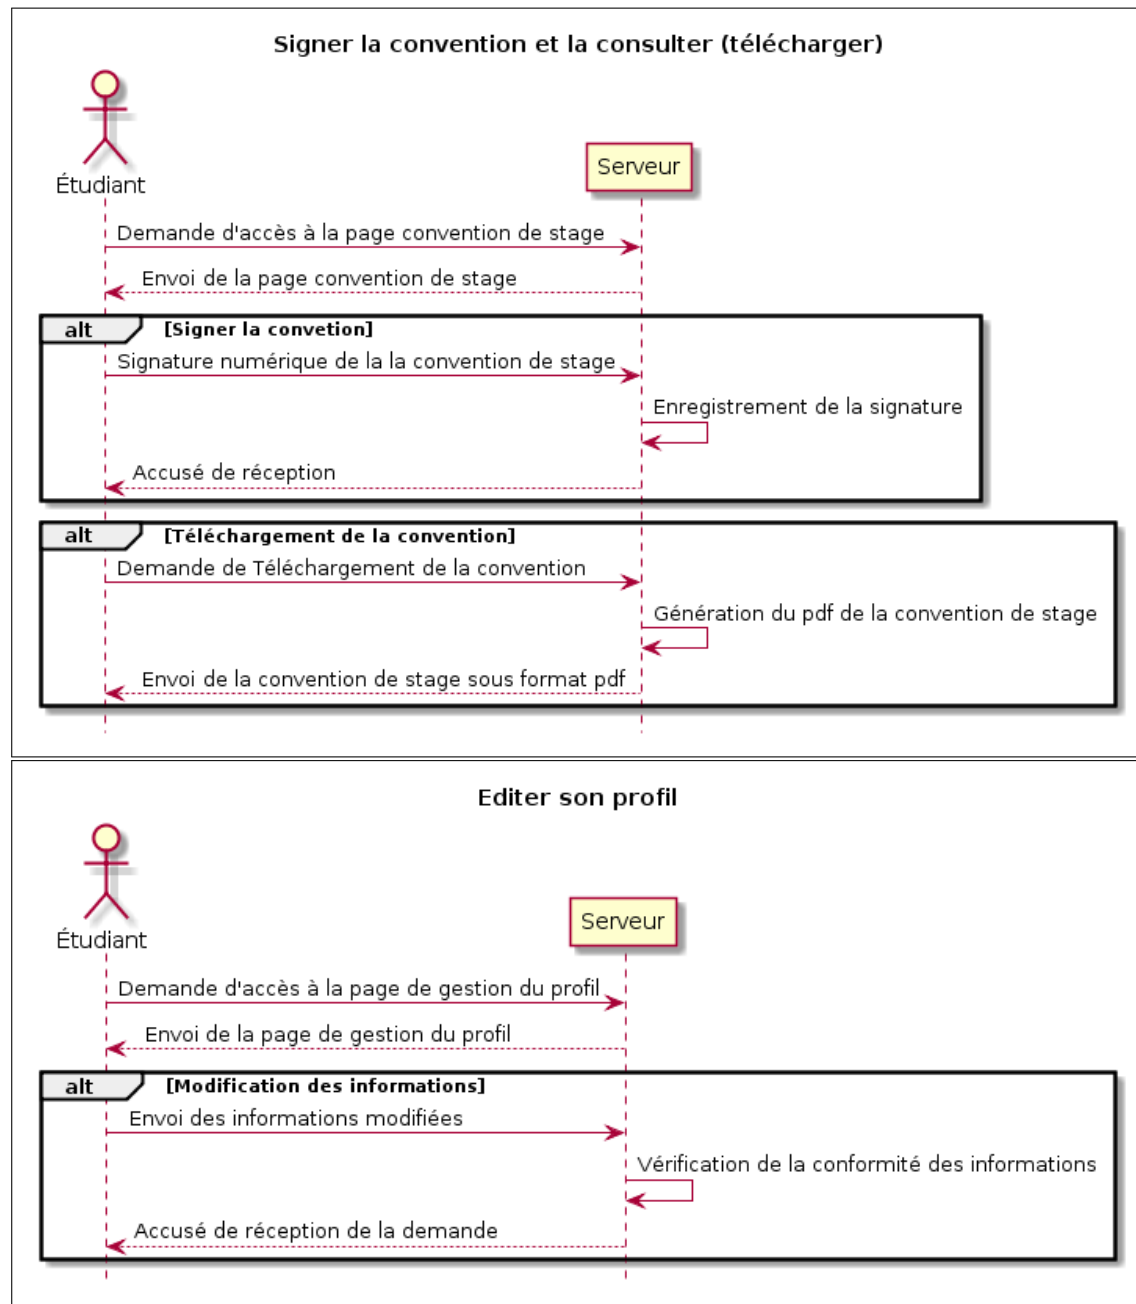 Signer la convention et la consulter (télécharger)
Étudiant
Serveur
Demande d'accès à la page convention de stage
Envoi de la page convention de stage
alt [Signer la convetion]
Signature numérique de la la convention de stage
Enregistrement de la signature
Accusé de réception
alt [Téléchargement de la convention]
Demande de Téléchargement de la convention
Génération du pdf de la convention de stage
Envoi de la convention de stage sous format pdf
Editer son profil
Étudiant
Serveur
Demande d'accès à la page de gestion du profil
Envoi de la page de gestion du profil
alt [Modification des informations]
Envoi des informations modifiées
Vérification de la conformité des informations
Accusé de réception de la demande